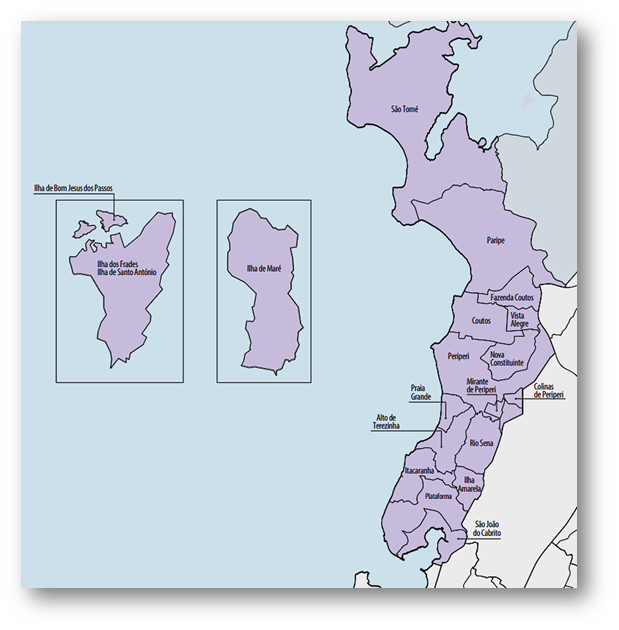 São Tomé
Ilha de Bom Jesus dos Passos
Ilha dos Frades
Ilha de Santo António
Ilha de Maré
Paripe
Fazenda Coutos
Coutos
Vista
Alegre
Periperi
Nova
Constituinte
Mirante
de Periperi
Colinas
de Periperi
Praia
Grande
Alto de
Terezinha
Rio Sena
Itacaranha
Ilha
Amarela
Plataforma
São João
do Cabrito